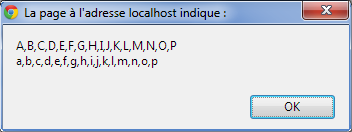 La page à l'adresse localhost indique :
A,B,C,D,E,F,G,H,I,J,K,L,M,N,O,P
a,b,c,d,e,f,g,h,i,j,k,l,m,n,o,p
OK